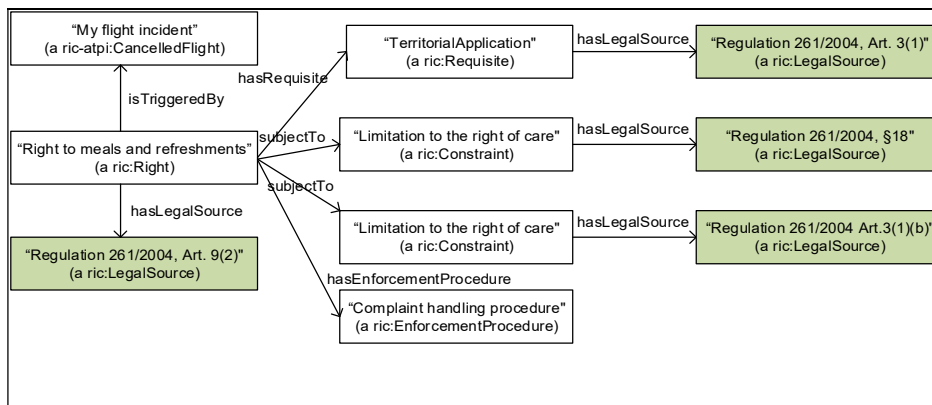 “My flight incident”
(a ric-atpi:CancelledFlight)
isTriggeredBy
“Right to meals and refreshments”
(a ric:Right)
hasLegalSource
“Regulation 261/2004, Art. 9(2)”
(a ric:LegalSource)
hasRequisite
“TerritorialApplication”
(a ric:Requisite)
hasLegalSource
“Regulation 261/2004, Art. 3(1)"
(a ric:LegalSource)
subjectTo
“Limitation to the right of care”
(a ric:Constraint)
hasLegalSource
“Regulation 261/2004, §18"
(a ric:LegalSource)
subjectTo
“Limitation to the right of care”
(a ric:Constraint)
hasLegalSource
“Regulation 261/2004 Art.3(1)(b)"
(a ric:LegalSource)
hasEnforcementProcedure
“Complaint handling procedure"
(a ric:EnforcementProcedure)